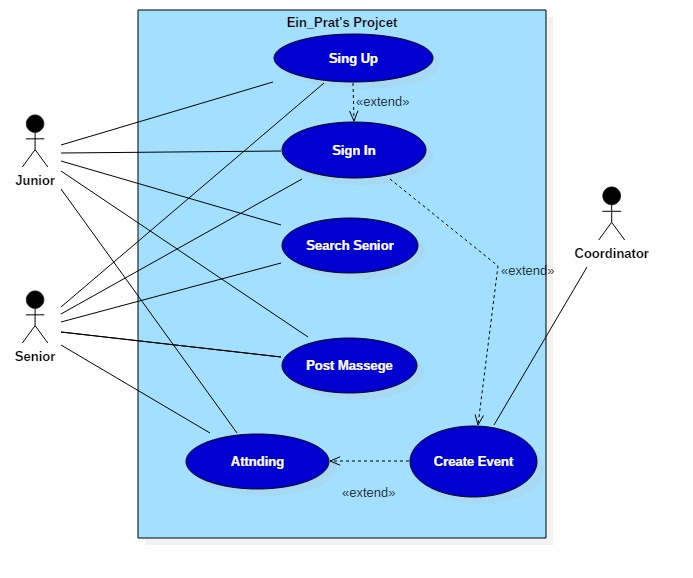 Ein_Prat's Projcet
Sing Up
«extend»
Sign In
Junior
Search Senior
Coordinator
«extend»
Senior
Post Massege
Attnding
Create Event
«extend»